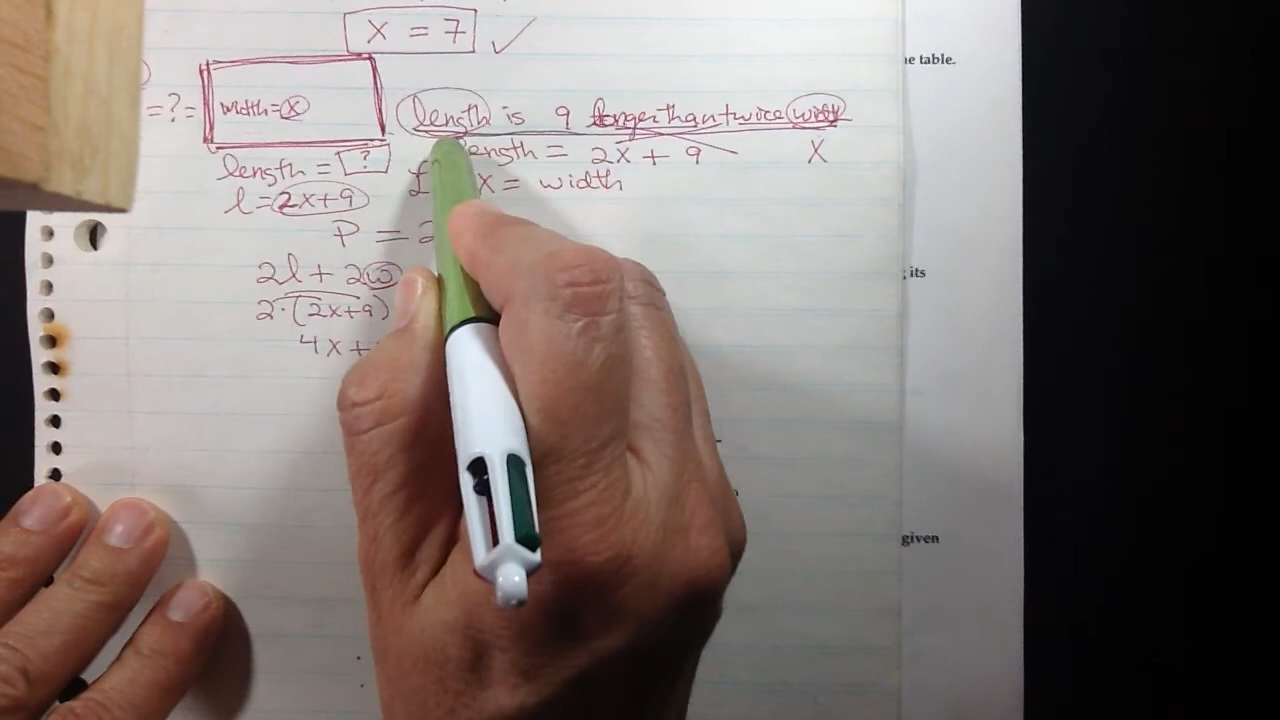 x = 7 ✓
= ? =
width = x
length is 9 longer than twice width
length = 2x + 9
x
length = ?
x = width
l = 2x+9
P = 2
2l + 2w
2·(2x+9)
4x +
e table.
its
given